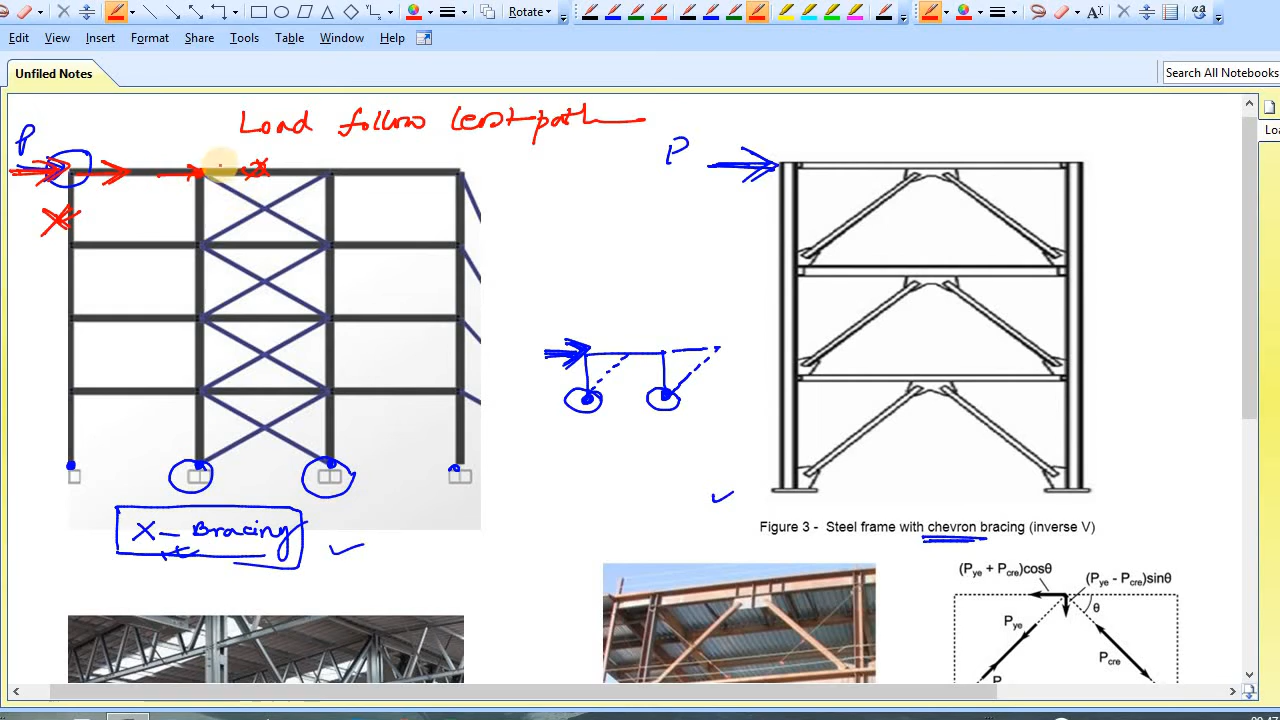 Rotate
Edit View Insert Format Share Tools Table Window Help
Unfiled Notes
Search All Notebooks
Load follow lerst path
P
P
X - Bracing
Figure 3 - Steel frame with chevron bracing (inverse V)
(Pye + Pcre)cosθ
(Pye - Pcre)sinθ
θ
Pye
Pcre
P